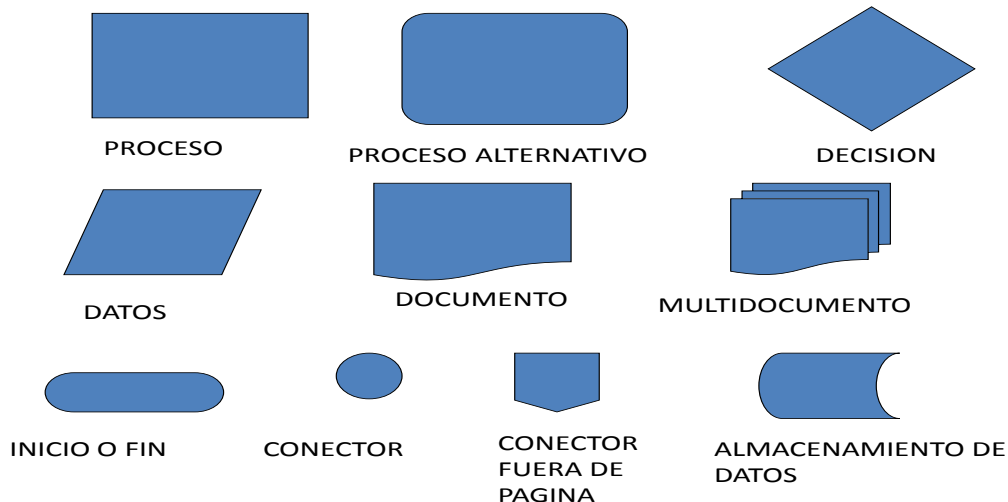 PROCESO
PROCESO ALTERNATIVO
DECISION
DATOS
DOCUMENTO
MULTIDOCUMENTO
INICIO O FIN
CONECTOR
CONECTOR
FUERA DE
PAGINA
ALMACENAMIENTO DE
DATOS